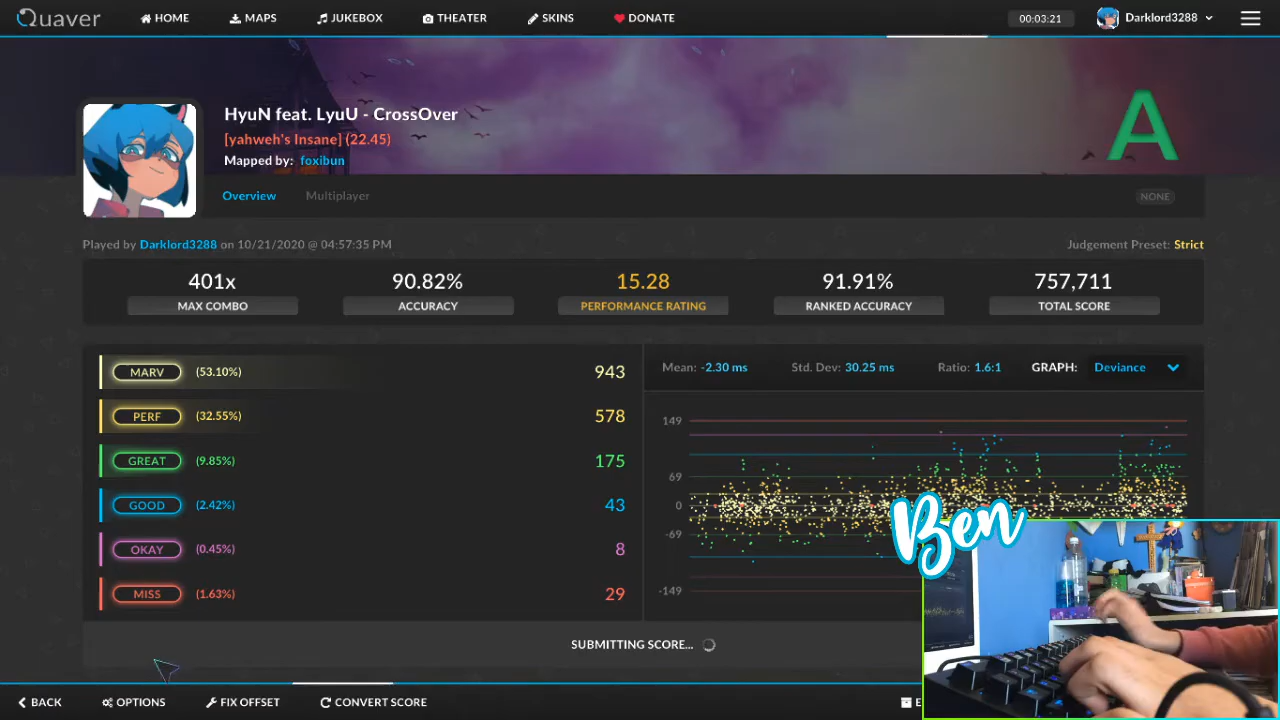 Quaver HOME MAPS JUKEBOX THEATER SKINS DONATE 00:03:21 Darklord3288
HyuN feat. LyuU - CrossOver
[yahweh's Insane] (22.45)
Mapped by: foxibun
A
Overview Multiplayer NONE
Played by Darklord3288 on 10/21/2020 @ 04:57:35 PM Judgement Preset: Strict
401x 90.82% 15.28 91.91% 757,711
MAX COMBO ACCURACY PERFORMANCE RATING RANKED ACCURACY TOTAL SCORE
MARV (53.10%) 943
PERF (32.55%) 578
GREAT (9.85%) 175
GOOD (2.42%) 43
OKAY (0.45%) 8
MISS (1.63%) 29
Mean: -2.30 ms Std. Dev: 30.25 ms Ratio: 1.6:1 GRAPH: Deviance
149
69
0
-69
-149
Ben
SUBMITTING SCORE...
BACK OPTIONS FIX OFFSET CONVERT SCORE